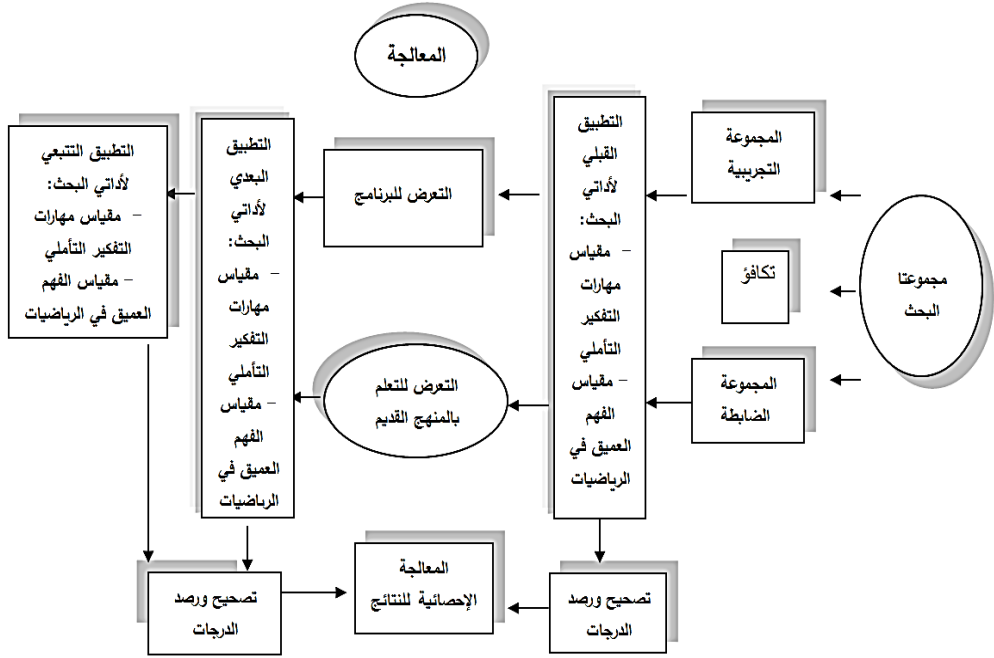 المعالجة
مجموعتا
البحث
المجموعة
التجريبية
تكافؤ
المجموعة
الضابطة
التطبيق
القبلي
لأداتي
البحث:
– مقياس
مهارات
التفكير
التأملي
– مقياس
الفهم
العميق في
الرياضيات
التعرض للبرنامج
التعرض للتعلم
بالمنهج القديم
التطبيق
البعدي
لأداتي
البحث:
– مقياس
مهارات
التفكير
التأملي
– مقياس
الفهم
العميق في
الرياضيات
التطبيق التتبعي
لأداتي البحث:
– مقياس مهارات
التفكير التأملي
– مقياس الفهم
العميق في الرياضيات
تصحيح ورصد
الدرجات
المعالجة
الإحصائية للنتائج
تصحيح ورصد
الدرجات